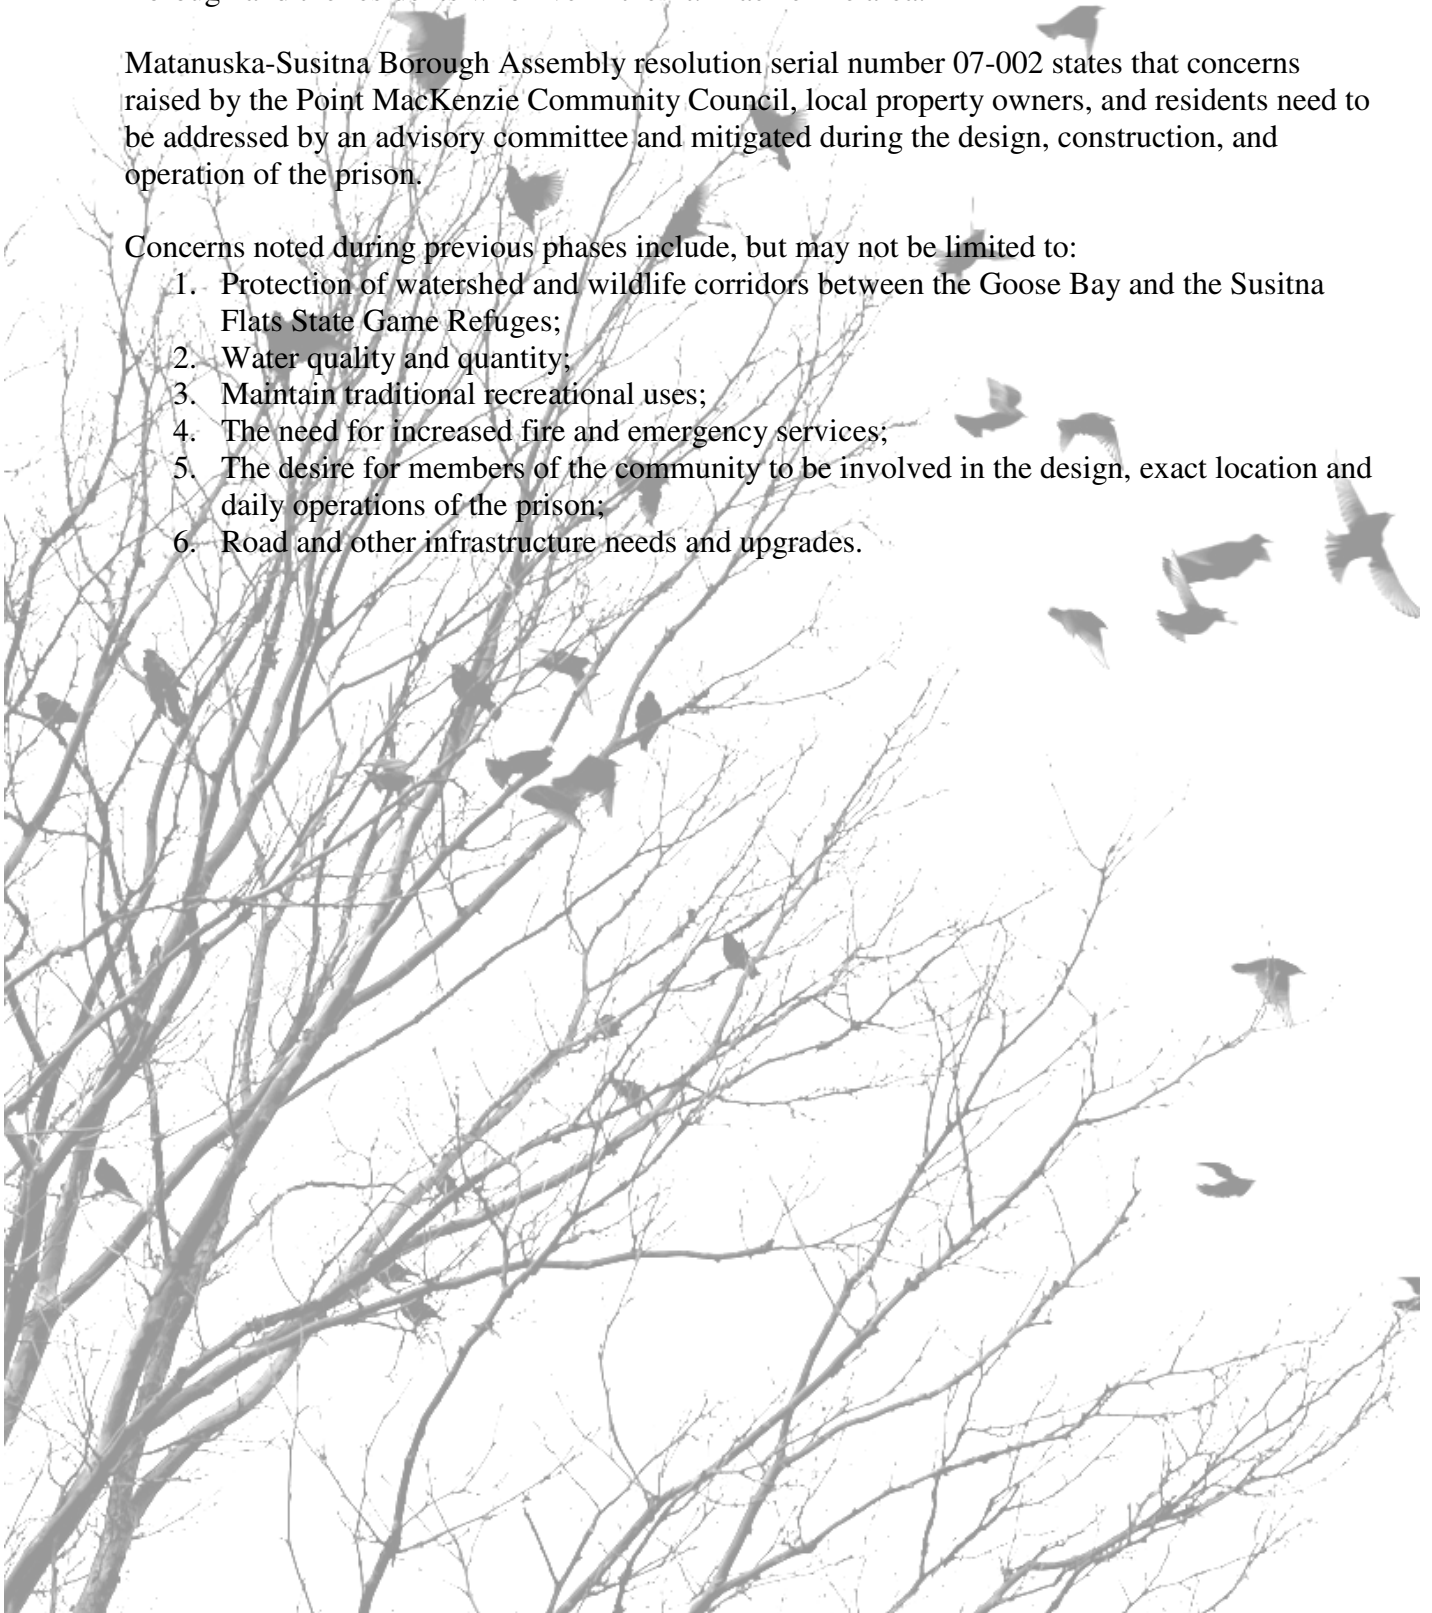 Matanuska-Susitna Borough Assembly resolution serial number 07-002 states that concerns
raised by the Point MacKenzie Community Council, local property owners, and residents need to
be addressed by an advisory committee and mitigated during the design, construction, and
operation of the prison.
Concerns noted during previous phases include, but may not be limited to:
1. Protection of watershed and wildlife corridors between the Goose Bay and the Susitna
Flats State Game Refuges;
2. Water quality and quantity;
3. Maintain traditional recreational uses;
4. The need for increased fire and emergency services;
5. The desire for members of the community to be involved in the design, exact location and
daily operations of the prison;
6. Road and other infrastructure needs and upgrades.